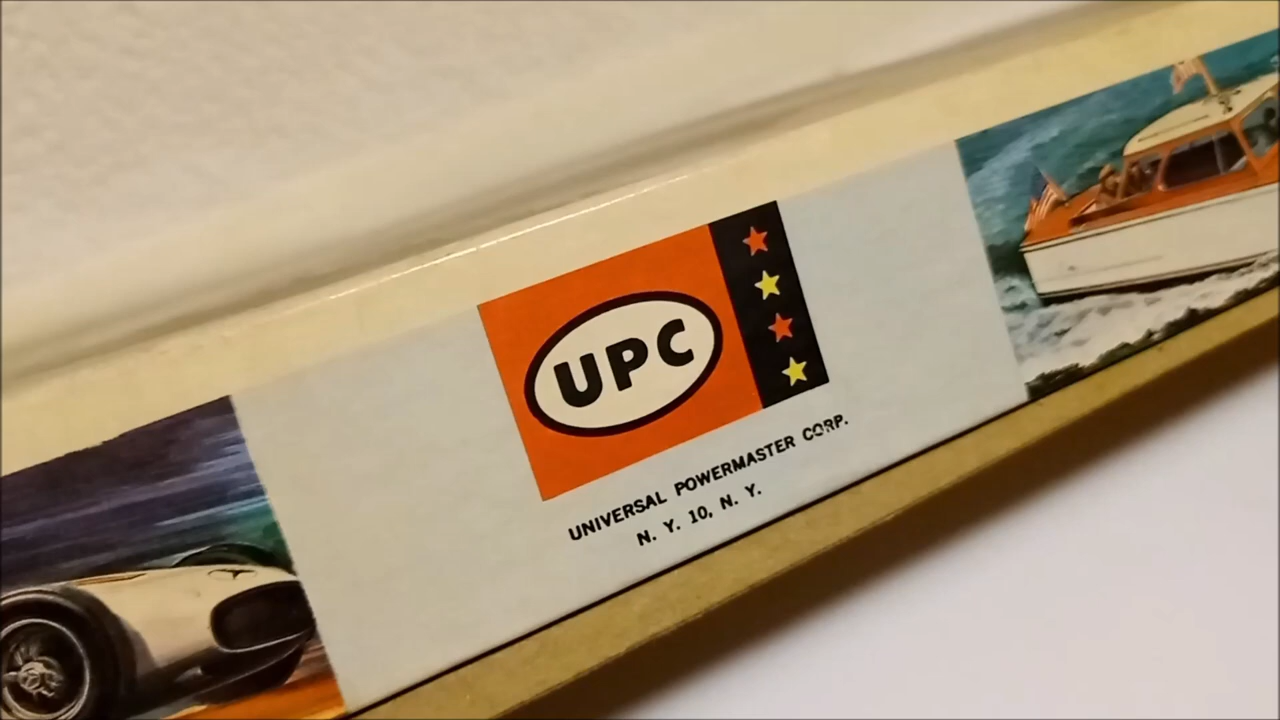 UPC
UNIVERSAL POWERMASTER CORP.
N. Y. 10, N. Y.